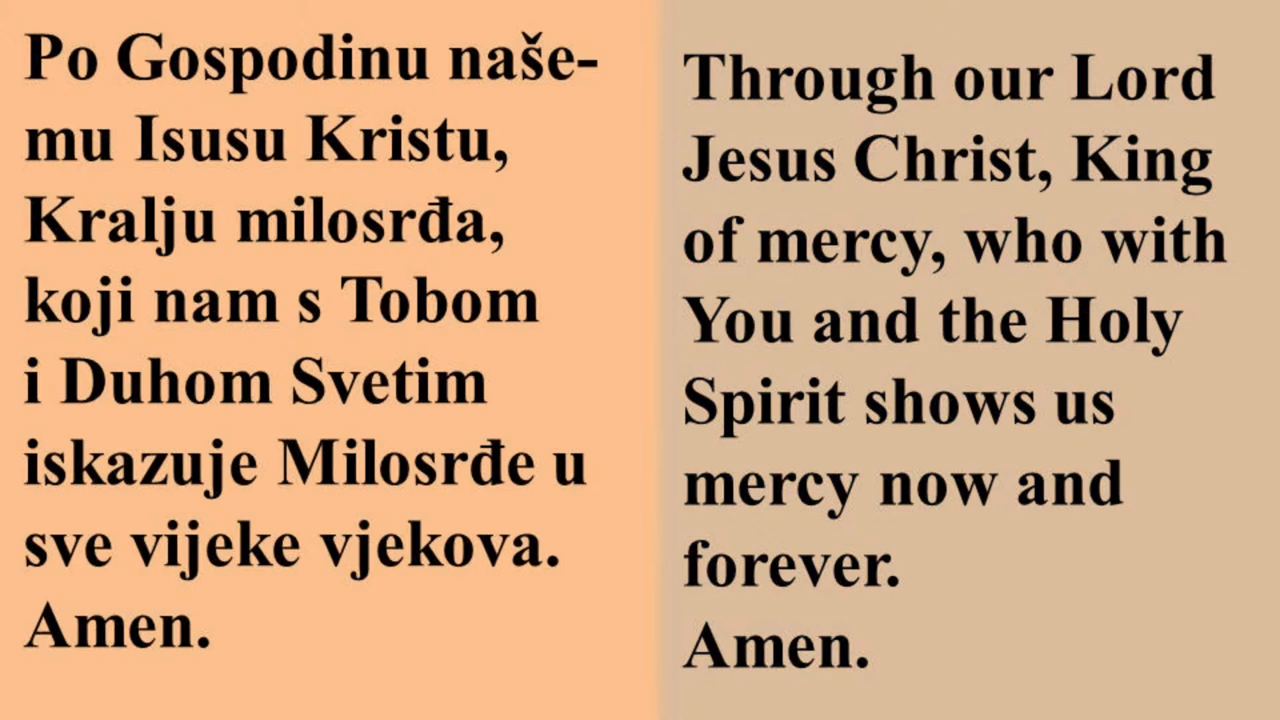 Po Gospodinu naše-
mu Isusu Kristu,
Kralju milosrđa,
koji nam s Tobom
i Duhom Svetim
iskazuje Milosrđe u
sve vijeke vjekova.
Amen.
Through our Lord
Jesus Christ, King
of mercy, who with
You and the Holy
Spirit shows us
mercy now and
forever.
Amen.